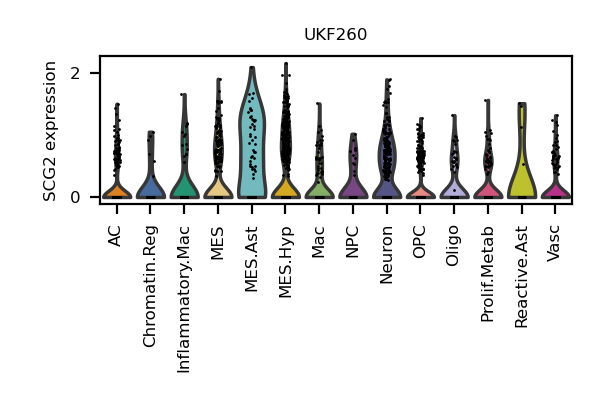 UKF260
SCG2 expression
2
0
AC
Chromatin.Reg
Inflammatory.Mac
MES
MES.Ast
MES.Hyp
Mac
NPC
Neuron
OPC
Oligo
Prolif.Metab
Reactive.Ast
Vasc